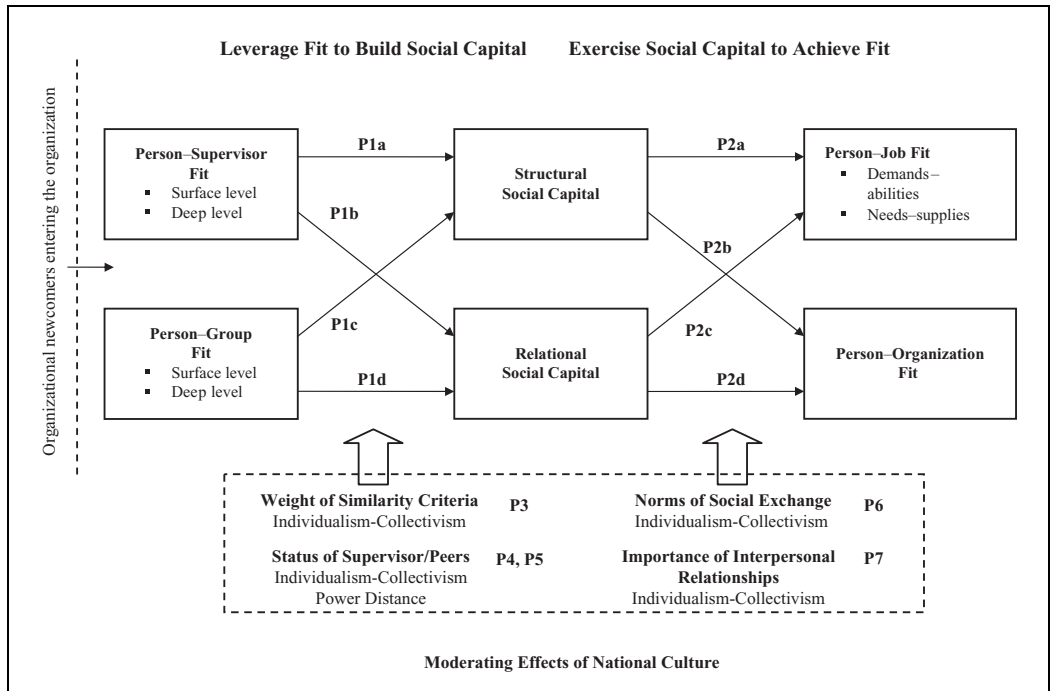 Leverage Fit to Build Social Capital
Exercise Social Capital to Achieve Fit
Organizational newcomers entering the organization
Person–Supervisor
Fit
▪ Surface level
▪ Deep level
P1a
P1b
Structural
Social Capital
P2a
P2b
Person–Job Fit
▪ Demands–
abilities
▪ Needs–supplies
Person–Group
Fit
▪ Surface level
▪ Deep level
P1c
P1d
Relational
Social Capital
P2c
P2d
Person–Organization
Fit
Weight of Similarity Criteria
P3
Individualism-Collectivism
Status of Supervisor/Peers
P4, P5
Individualism-Collectivism
Power Distance
Norms of Social Exchange
P6
Individualism-Collectivism
Importance of Interpersonal
P7
Relationships
Individualism-Collectivism
Moderating Effects of National Culture